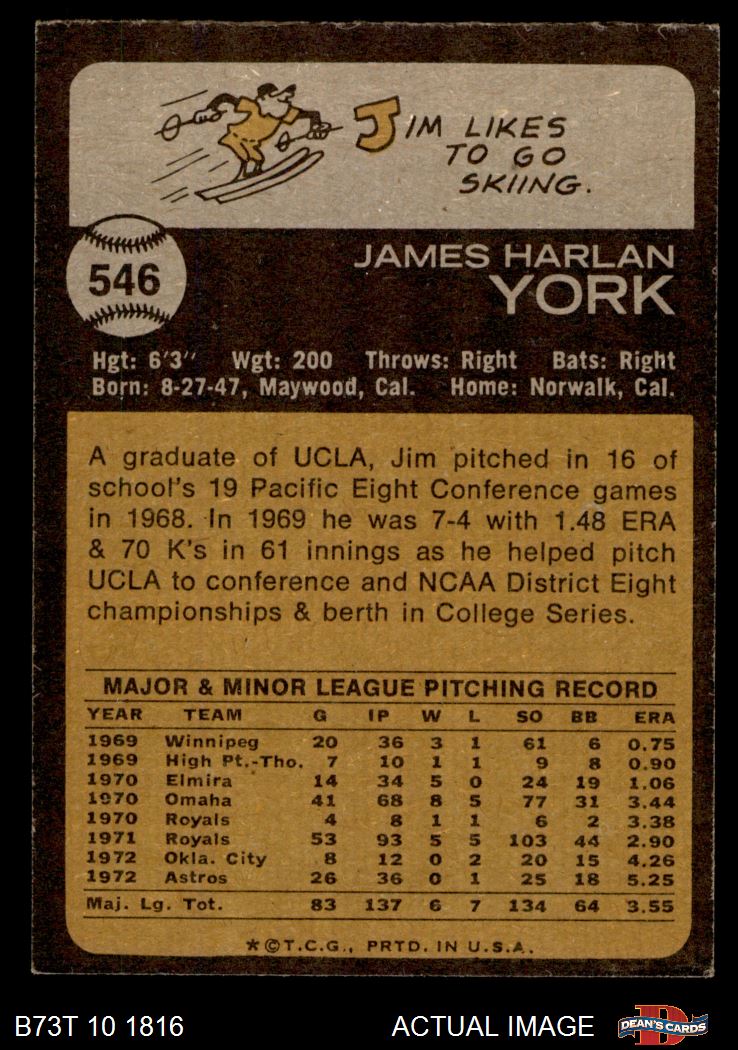 JIM LIKES
TO GO
SKIING.
546
JAMES HARLAN
YORK
Hgt: 6'3" Wgt: 200 Throws: Right Bats: Right
Born: 8-27-47, Maywood, Cal. Home: Norwalk, Cal.
A graduate of UCLA, Jim pitched in 16 of
school's 19 Pacific Eight Conference games
in 1968. In 1969 he was 7-4 with 1.48 ERA
& 70 K's in 61 innings as he helped pitch
UCLA to conference and NCAA District Eight
championships & berth in College Series.
MAJOR & MINOR LEAGUE PITCHING RECORD
YEAR TEAM G IP W L SO BB ERA
1969 Winnipeg 20 36 3 1 61 6 0.75
1969 High Pt.-Tho. 7 10 1 1 9 8 0.90
1970 Elmira 14 34 5 0 24 19 1.06
1970 Omaha 41 68 8 5 77 31 3.44
1970 Royals 4 8 1 1 6 2 3.38
1971 Royals 53 93 5 5 103 44 2.90
1972 Okla. City 8 12 0 2 20 15 4.26
1972 Astros 26 36 0 1 25 18 5.25
Maj. Lg. Tot. 83 137 6 7 134 64 3.55
*©T.C.G., PRTD. IN U.S.A.
B73T 10 1816 ACTUAL IMAGE D DEAN'S CARDS